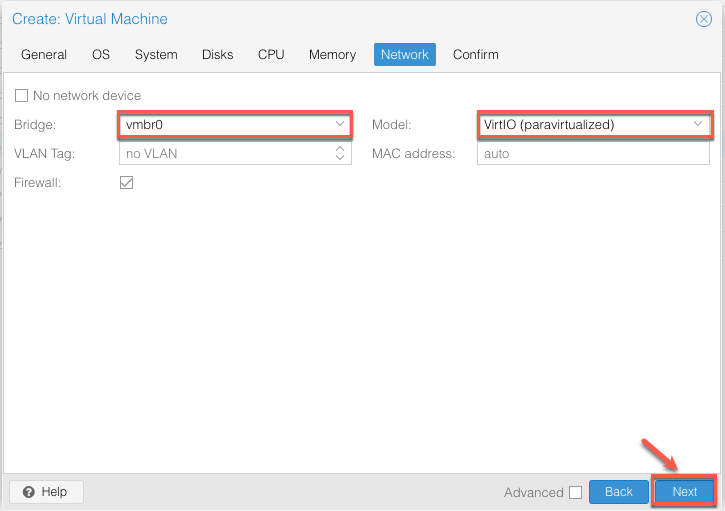 Create: Virtual Machine
General OS System Disks CPU Memory Network Confirm
No network device
Bridge: vmbr0 Model: VirtIO (paravirtualized)
VLAN Tag: no VLAN MAC address: auto
Firewall:
Help Advanced Back Next